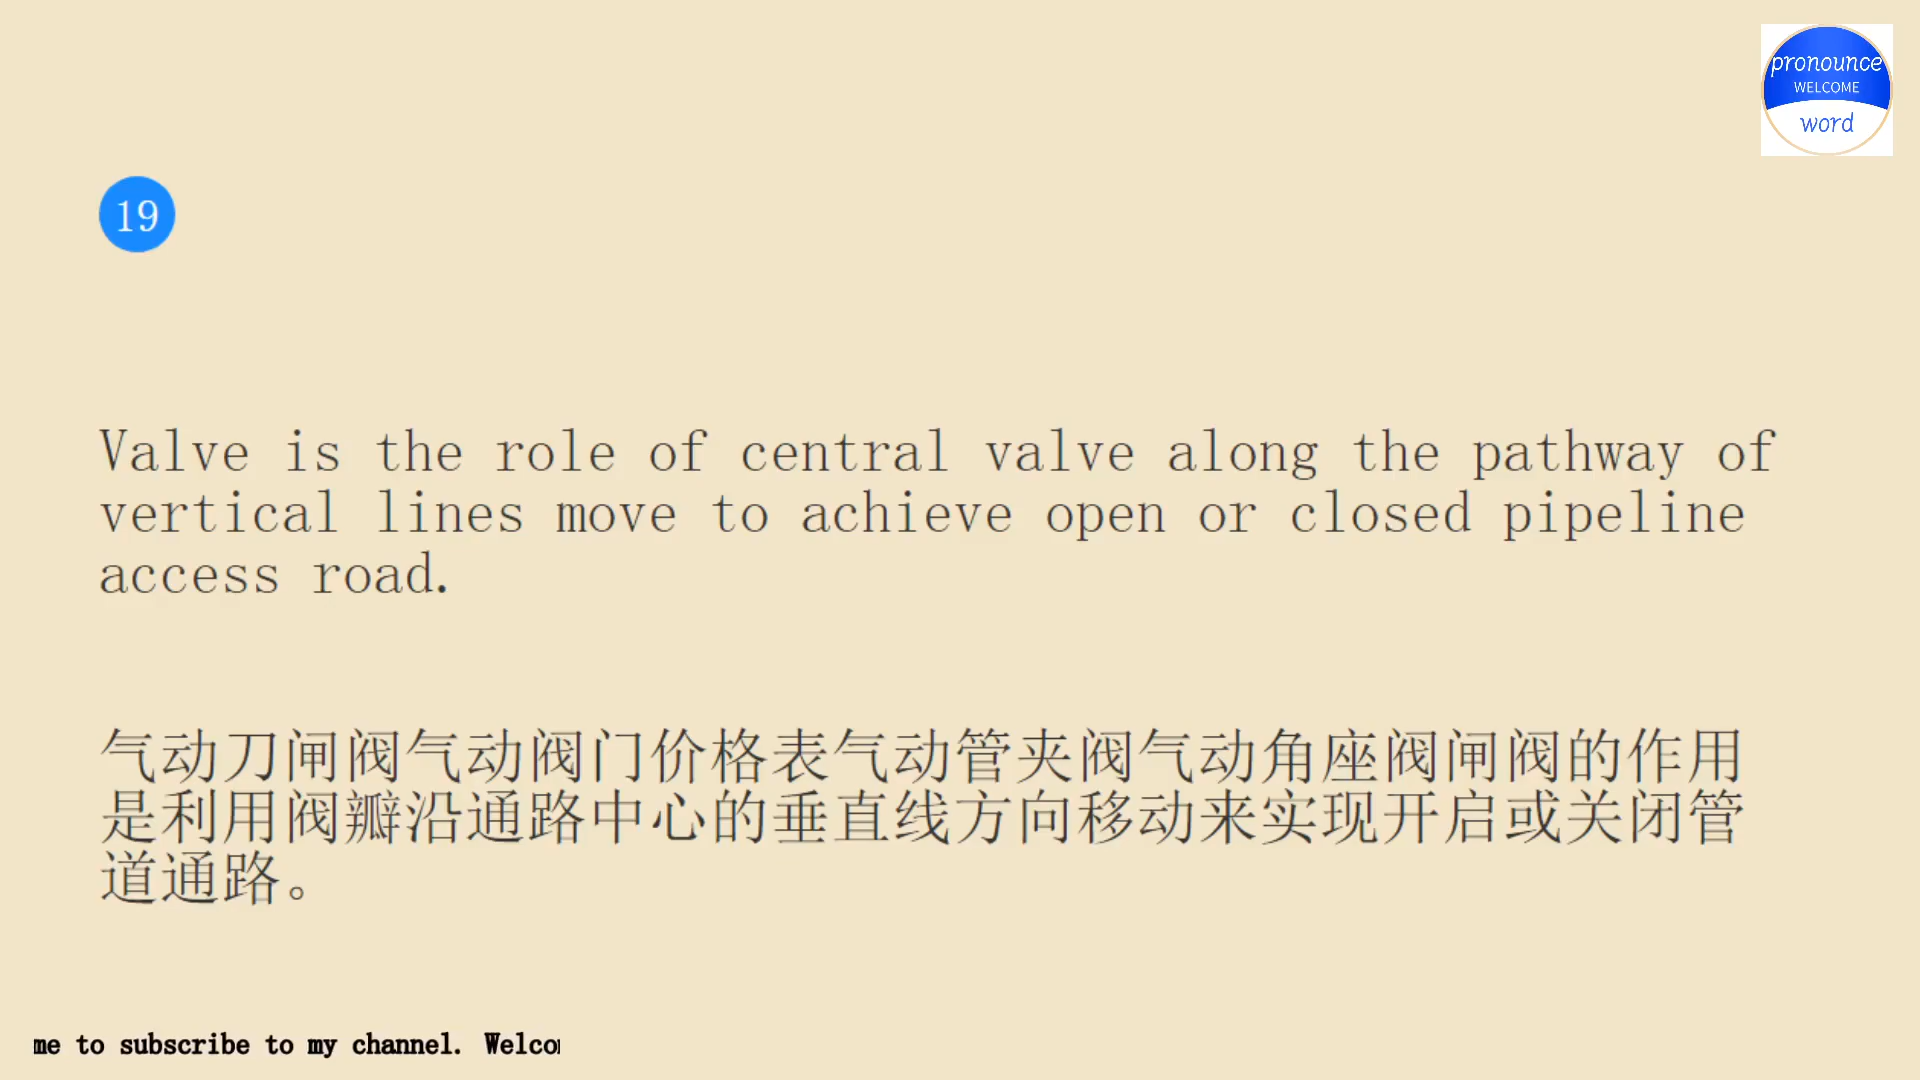 pronounce
WELCOME
word
19
Valve is the role of central valve along the pathway of
vertical lines move to achieve open or closed pipeline
access road.
气动刀闸阀气动阀门价格表气动管夹阀气动角座阀闸阀的作用
是利用阀瓣沿通路中心的垂直线方向移动来实现开启或关闭管
道通路。
me to subscribe to my channel. Welco